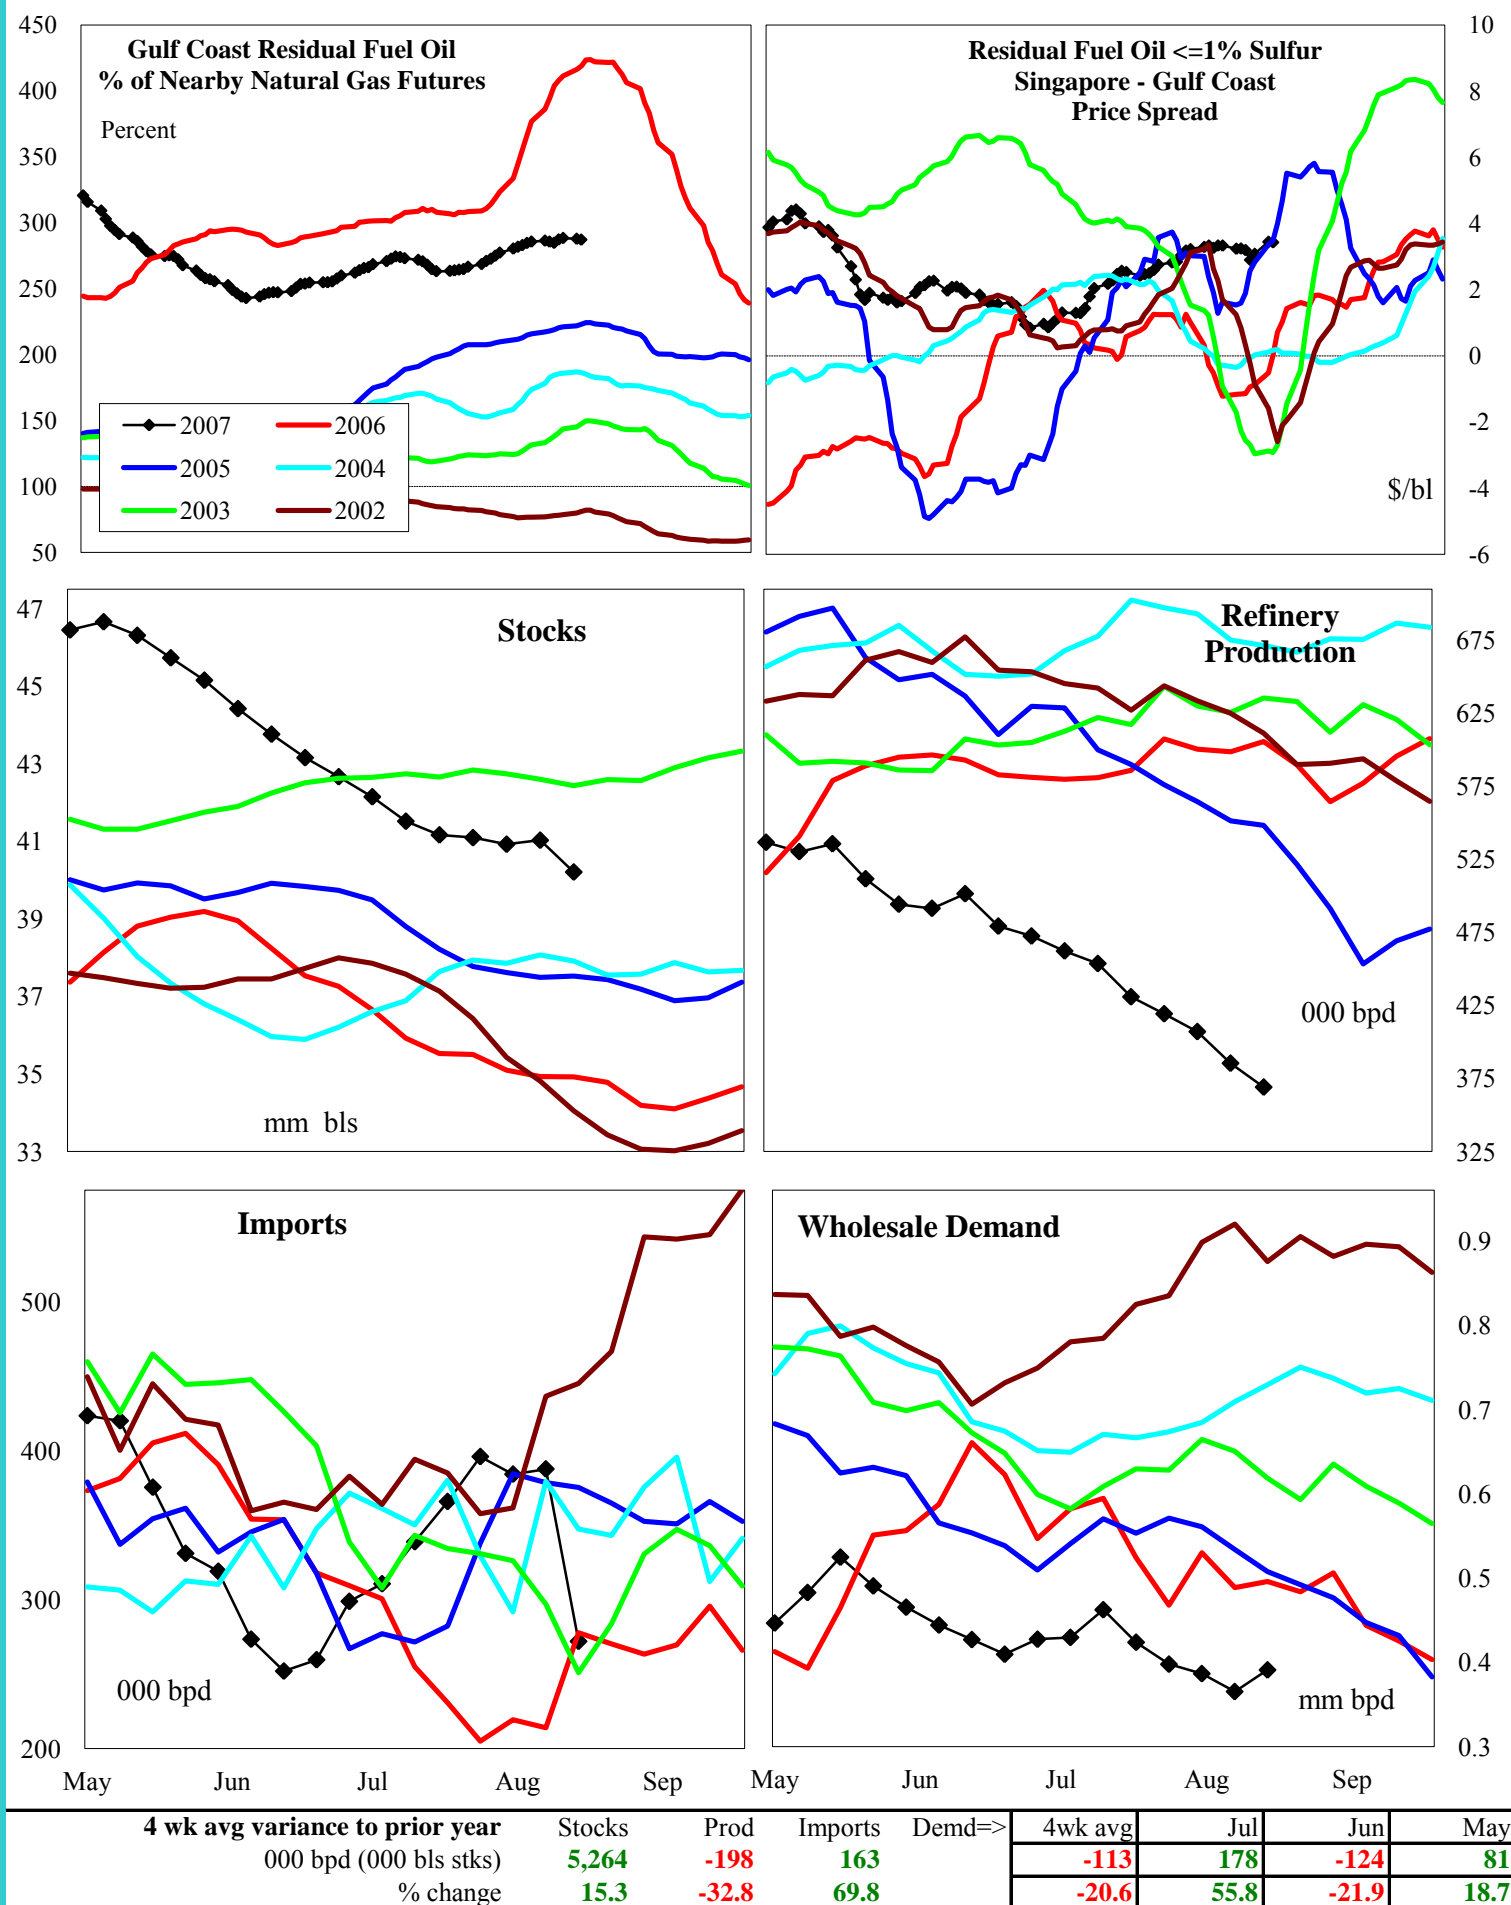 Gulf Coast Residual Fuel Oil
% of Nearby Natural Gas Futures
Percent
450
400
350
300
250
200
150
100
50
2007
2006
2005
2004
2003
2002
Residual Fuel Oil <=1% Sulfur
Singapore - Gulf Coast
Price Spread
10
8
6
4
2
0
-2
-4
-6
$/bl
Stocks
47
45
43
41
39
37
35
33
mm bls
Refinery
Production
675
625
575
525
475
425
375
325
000 bpd
Imports
500
400
300
200
000 bpd
May Jun Jul Aug Sep
Wholesale Demand
0.9
0.8
0.7
0.6
0.5
0.4
0.3
mm bpd
May Jun Jul Aug Sep
4 wk avg variance to prior year Stocks Prod Imports Demd=> 4wk avg Jul Jun May
000 bpd (000 bls stks) 5,264 -198 163 -113 178 -124 81
% change 15.3 -32.8 69.8 -20.6 55.8 -21.9 18.7